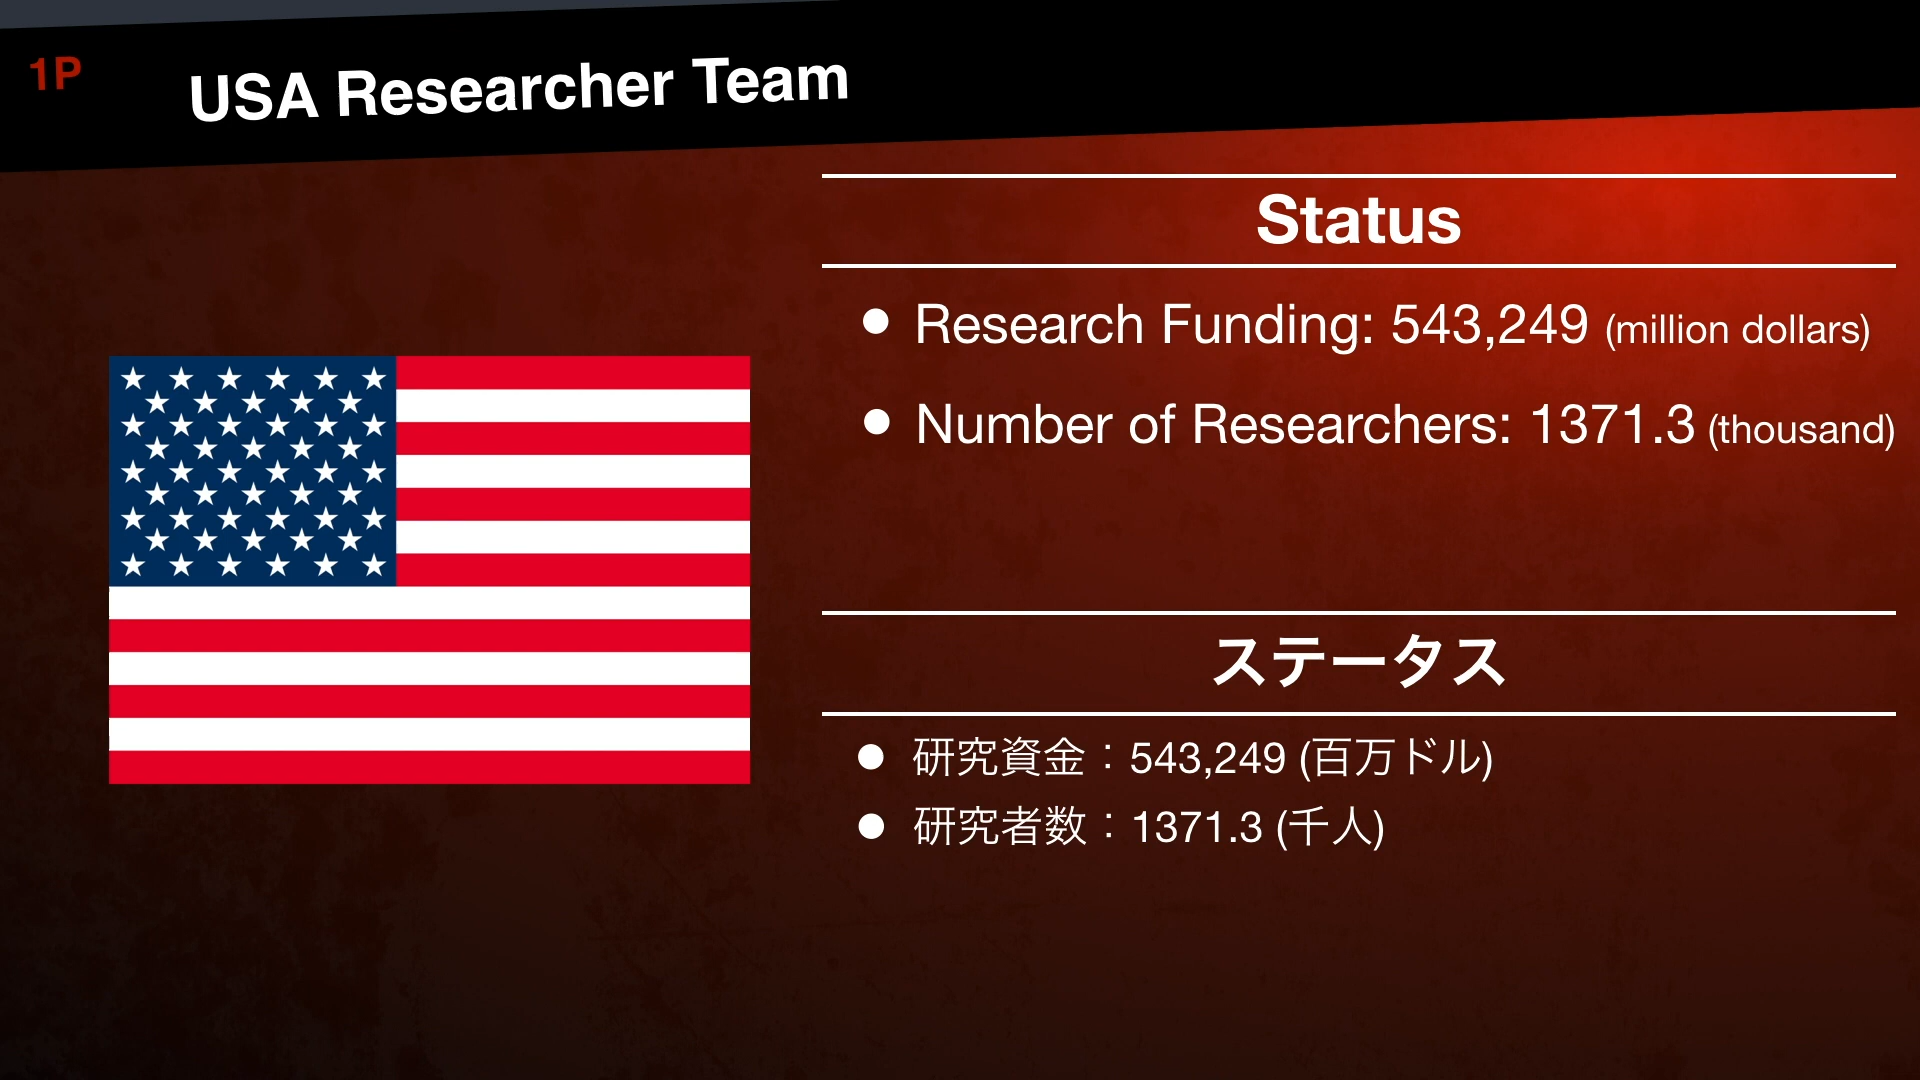 1P
USA Researcher Team
Status
● Research Funding: 543,249 (million dollars)
● Number of Researchers: 1371.3 (thousand)
ステータス
● 研究資金：543,249 (百万ドル)
● 研究者数：1371.3 (千人)